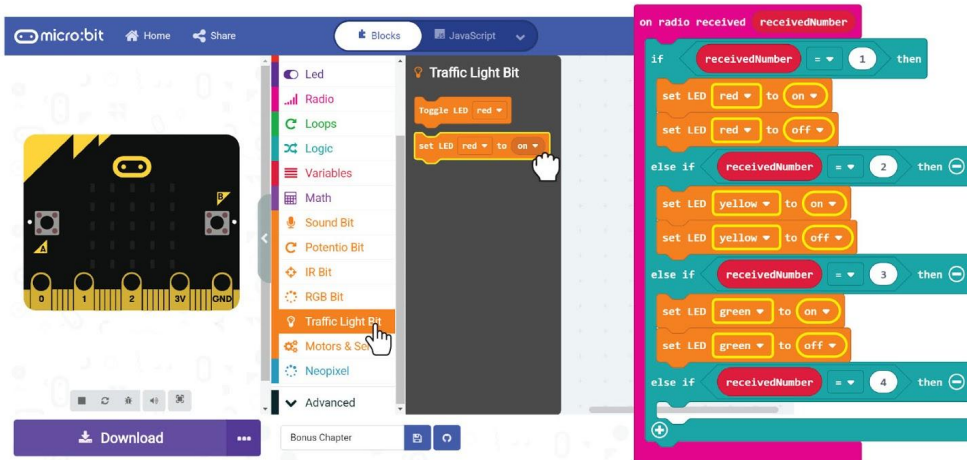 micro:bit Home Share Blocks JavaScript
Led
Radio
Loops
Logic
Variables
Math
Sound Bit
Potentio Bit
IR Bit
RGB Bit
Traffic Light Bit
Motors & Se
Neopixel
Advanced
Traffic Light Bit
Toggle LED red
set LED red to on
A
B
0 1 2 3V GND
Download
Bonus Chapter
on radio received receivedNumber
if receivedNumber = 1 then
set LED red to on
set LED red to off
else if receivedNumber = 2 then
set LED yellow to on
set LED yellow to off
else if receivedNumber = 3 then
set LED green to on
set LED green to off
else if receivedNumber = 4 then